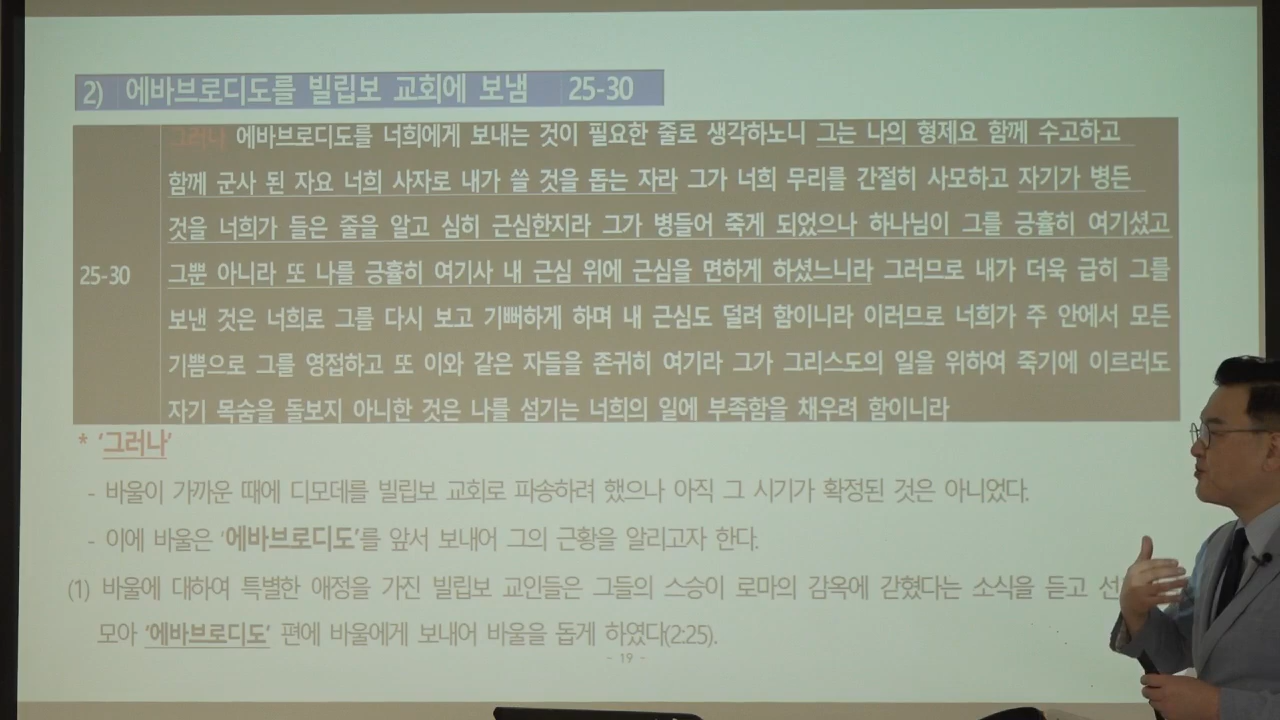 2) 에바브로디도를 빌립보 교회에 보냄 25-30
그러나 에바브로디도를 너희에게 보내는 것이 필요한 줄로 생각하노니 그는 나의 형제요 함께 수고하고
함께 군사 된 자요 너희 사자로 내가 쓸 것을 돕는 자라 그가 너희 무리를 간절히 사모하고 자기가 병든
것을 너희가 들은 줄을 알고 심히 근심한지라 그가 병들어 죽게 되었으나 하나님이 그를 긍휼히 여기셨고
25-30 그뿐 아니라 또 나를 긍휼히 여기사 내 근심 위에 근심을 면하게 하셨느니라 그러므로 내가 더욱 급히 그를
보낸 것은 너희로 그를 다시 보고 기뻐하게 하며 내 근심도 덜려 함이니라 이러므로 너희가 주 안에서 모든
기쁨으로 그를 영접하고 또 이와 같은 자들을 존귀히 여기라 그가 그리스도의 일을 위하여 죽기에 이르러도
자기 목숨을 돌보지 아니한 것은 나를 섬기는 너희의 일에 부족함을 채우려 함이니라
* '그러나'
- 바울이 가까운 때에 디모데를 빌립보 교회로 파송하려 했으나 아직 그 시기가 확정된 것은 아니었다.
- 이에 바울은 '에바브로디도'를 앞서 보내어 그의 근황을 알리고자 한다.
(1) 바울에 대하여 특별한 애정을 가진 빌립보 교인들은 그들의 스승이 로마의 감옥에 갇혔다는 소식을 듣고
모아 '에바브로디도' 편에 바울에게 보내어 바울을 돕게 하였다(2:25).
- 19 -